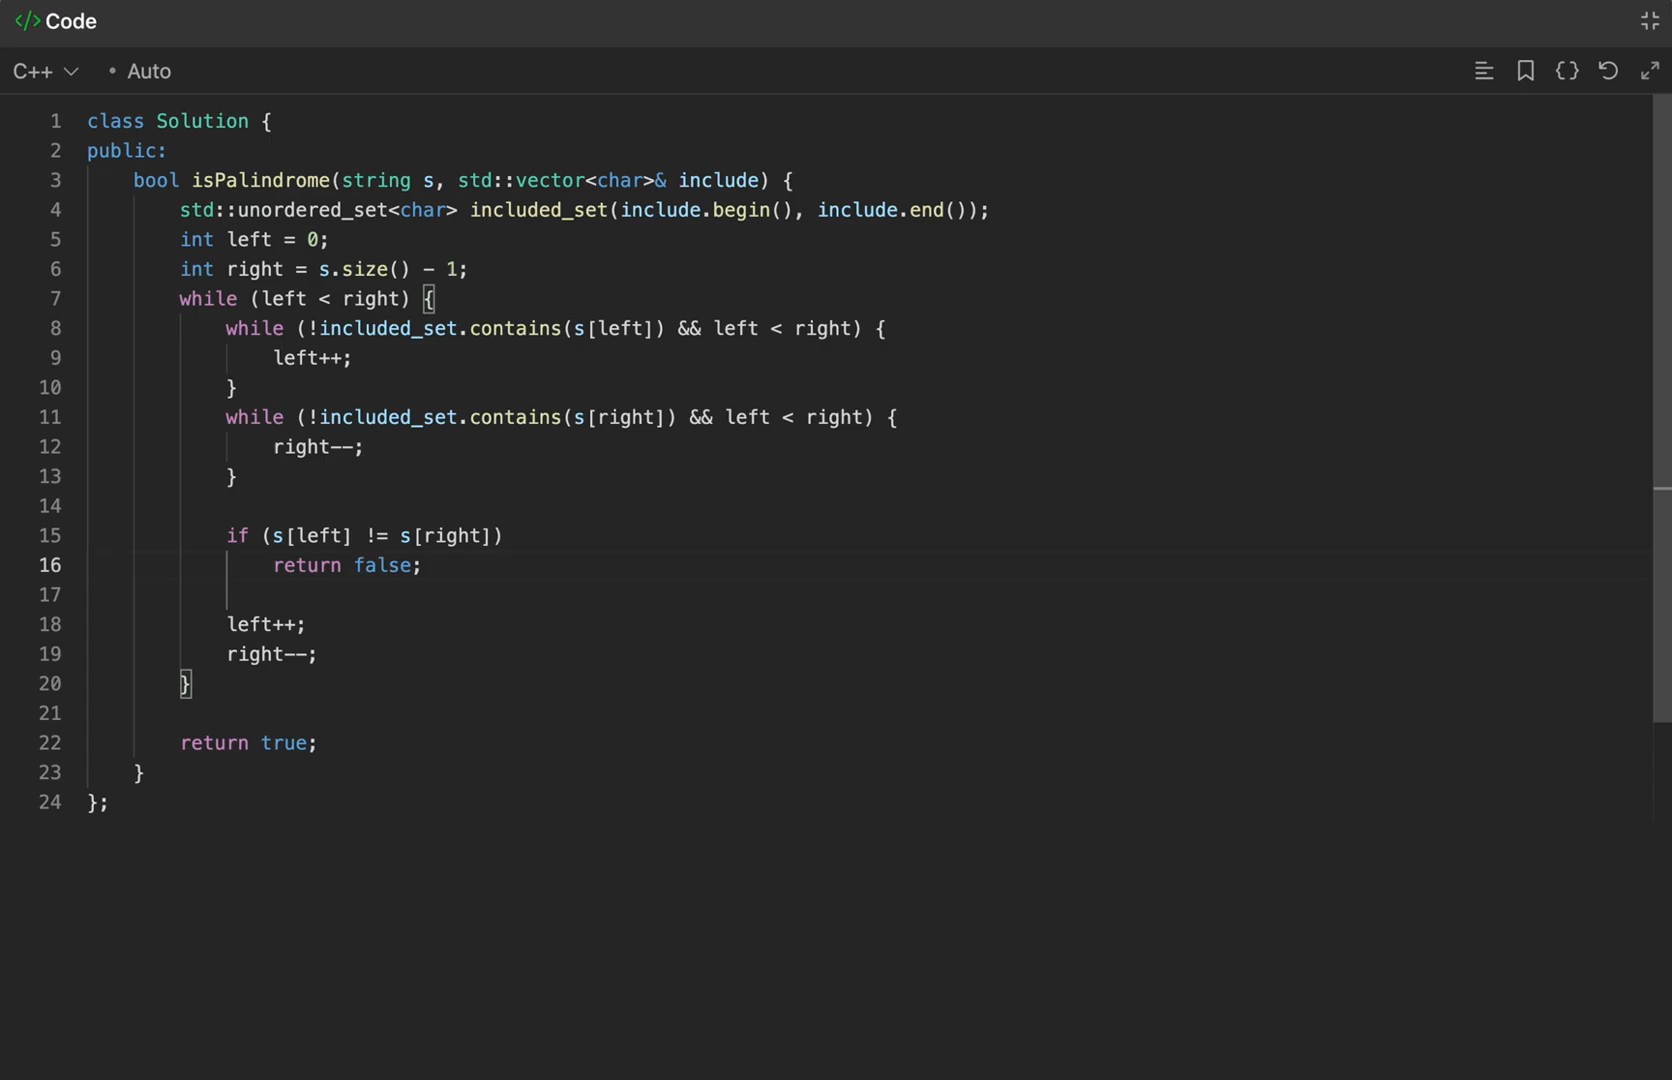 </> Code
C++ • Auto
1 class Solution {
2 public:
3 bool isPalindrome(string s, std::vector<char>& include) {
4 std::unordered_set<char> included_set(include.begin(), include.end());
5 int left = 0;
6 int right = s.size() - 1;
7 while (left < right) {
8 while (!included_set.contains(s[left]) && left < right) {
9 left++;
10 }
11 while (!included_set.contains(s[right]) && left < right) {
12 right--;
13 }
14
15 if (s[left] != s[right])
16 return false;
17
18 left++;
19 right--;
20 }
21
22 return true;
23 }
24 };